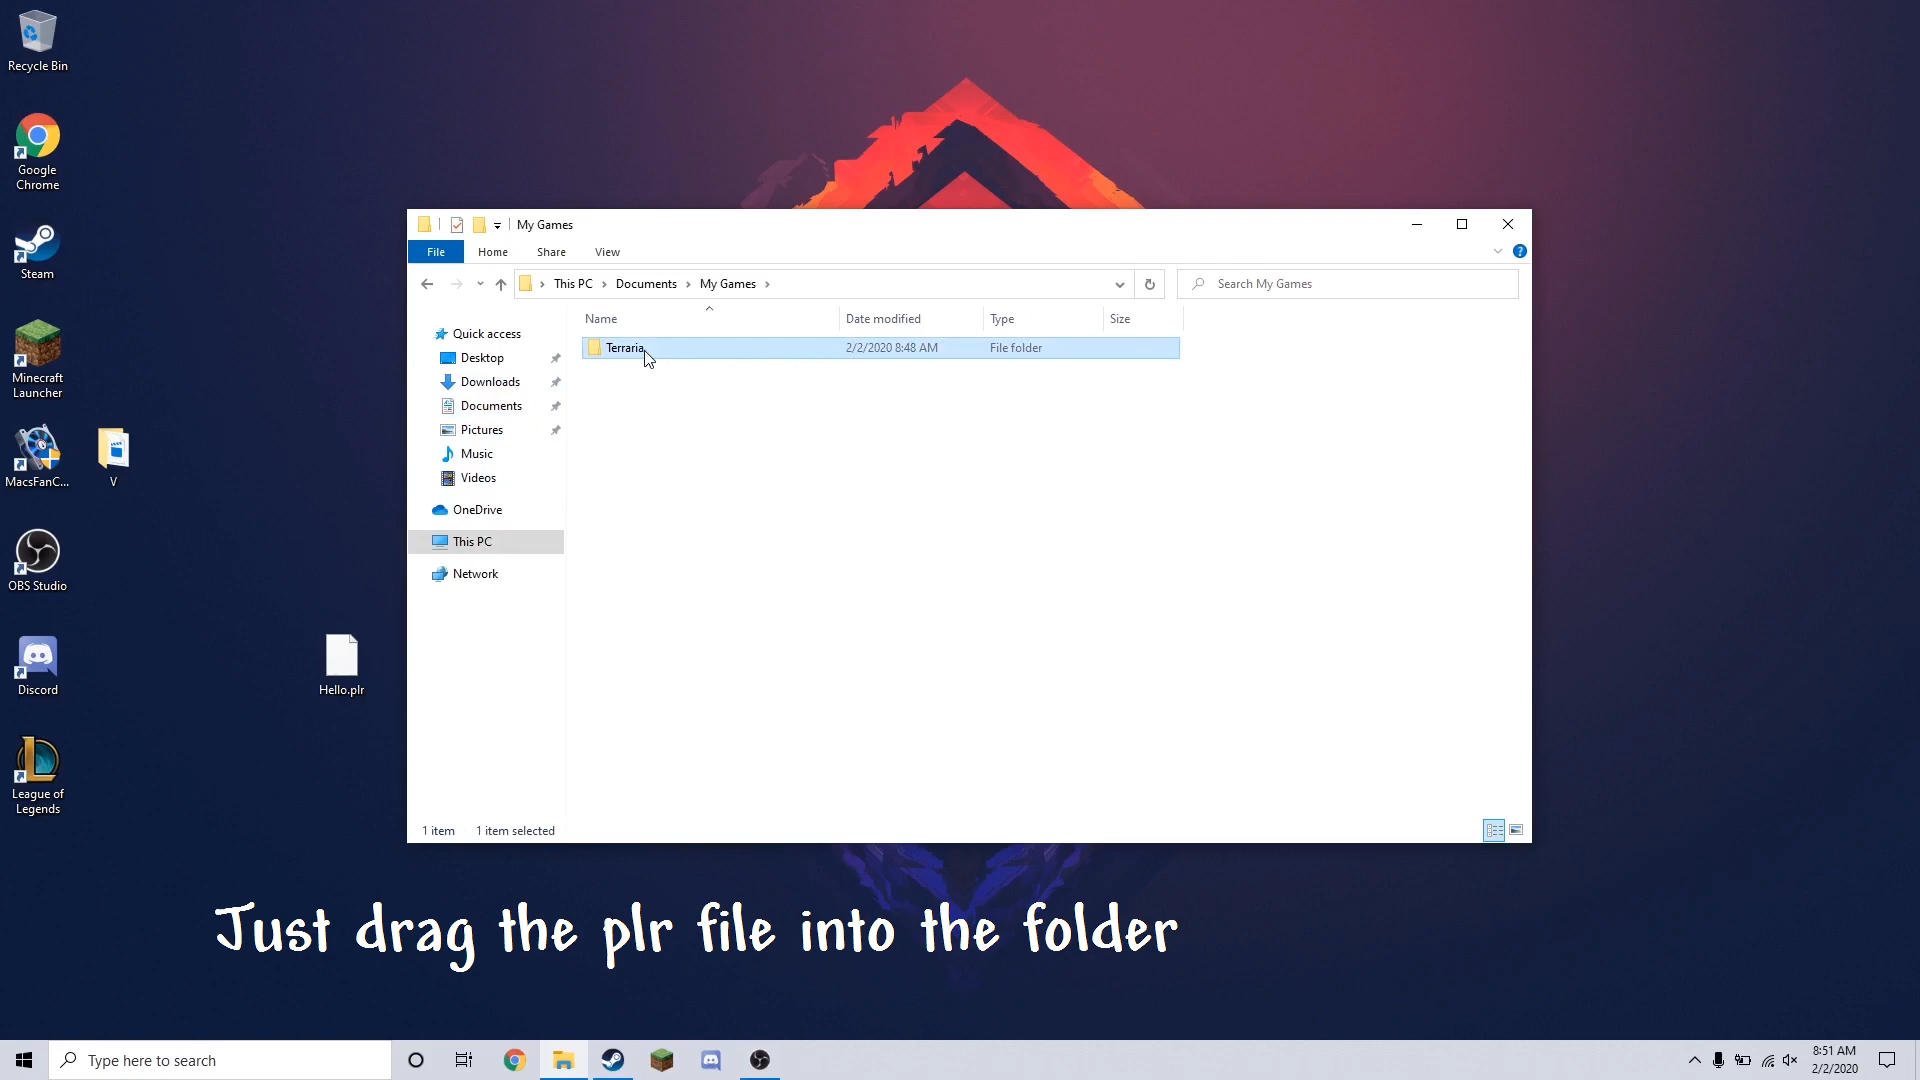 Recycle Bin
Google
Chrome
Steam
Minecraft
Launcher
MacsFanC...
V
OBS Studio
Discord
Hello.plr
League of
Legends
My Games
File
Home
Share
View
This PC
Documents
My Games
Search My Games
Name
Date modified
Type
Size
Terraria
2/2/2020 8:48 AM
File folder
Quick access
Desktop
Downloads
Documents
Pictures
Music
Videos
OneDrive
This PC
Network
1 item
1 item selected
Just drag the plr file into the folder
Type here to search
8:51 AM
2/2/2020